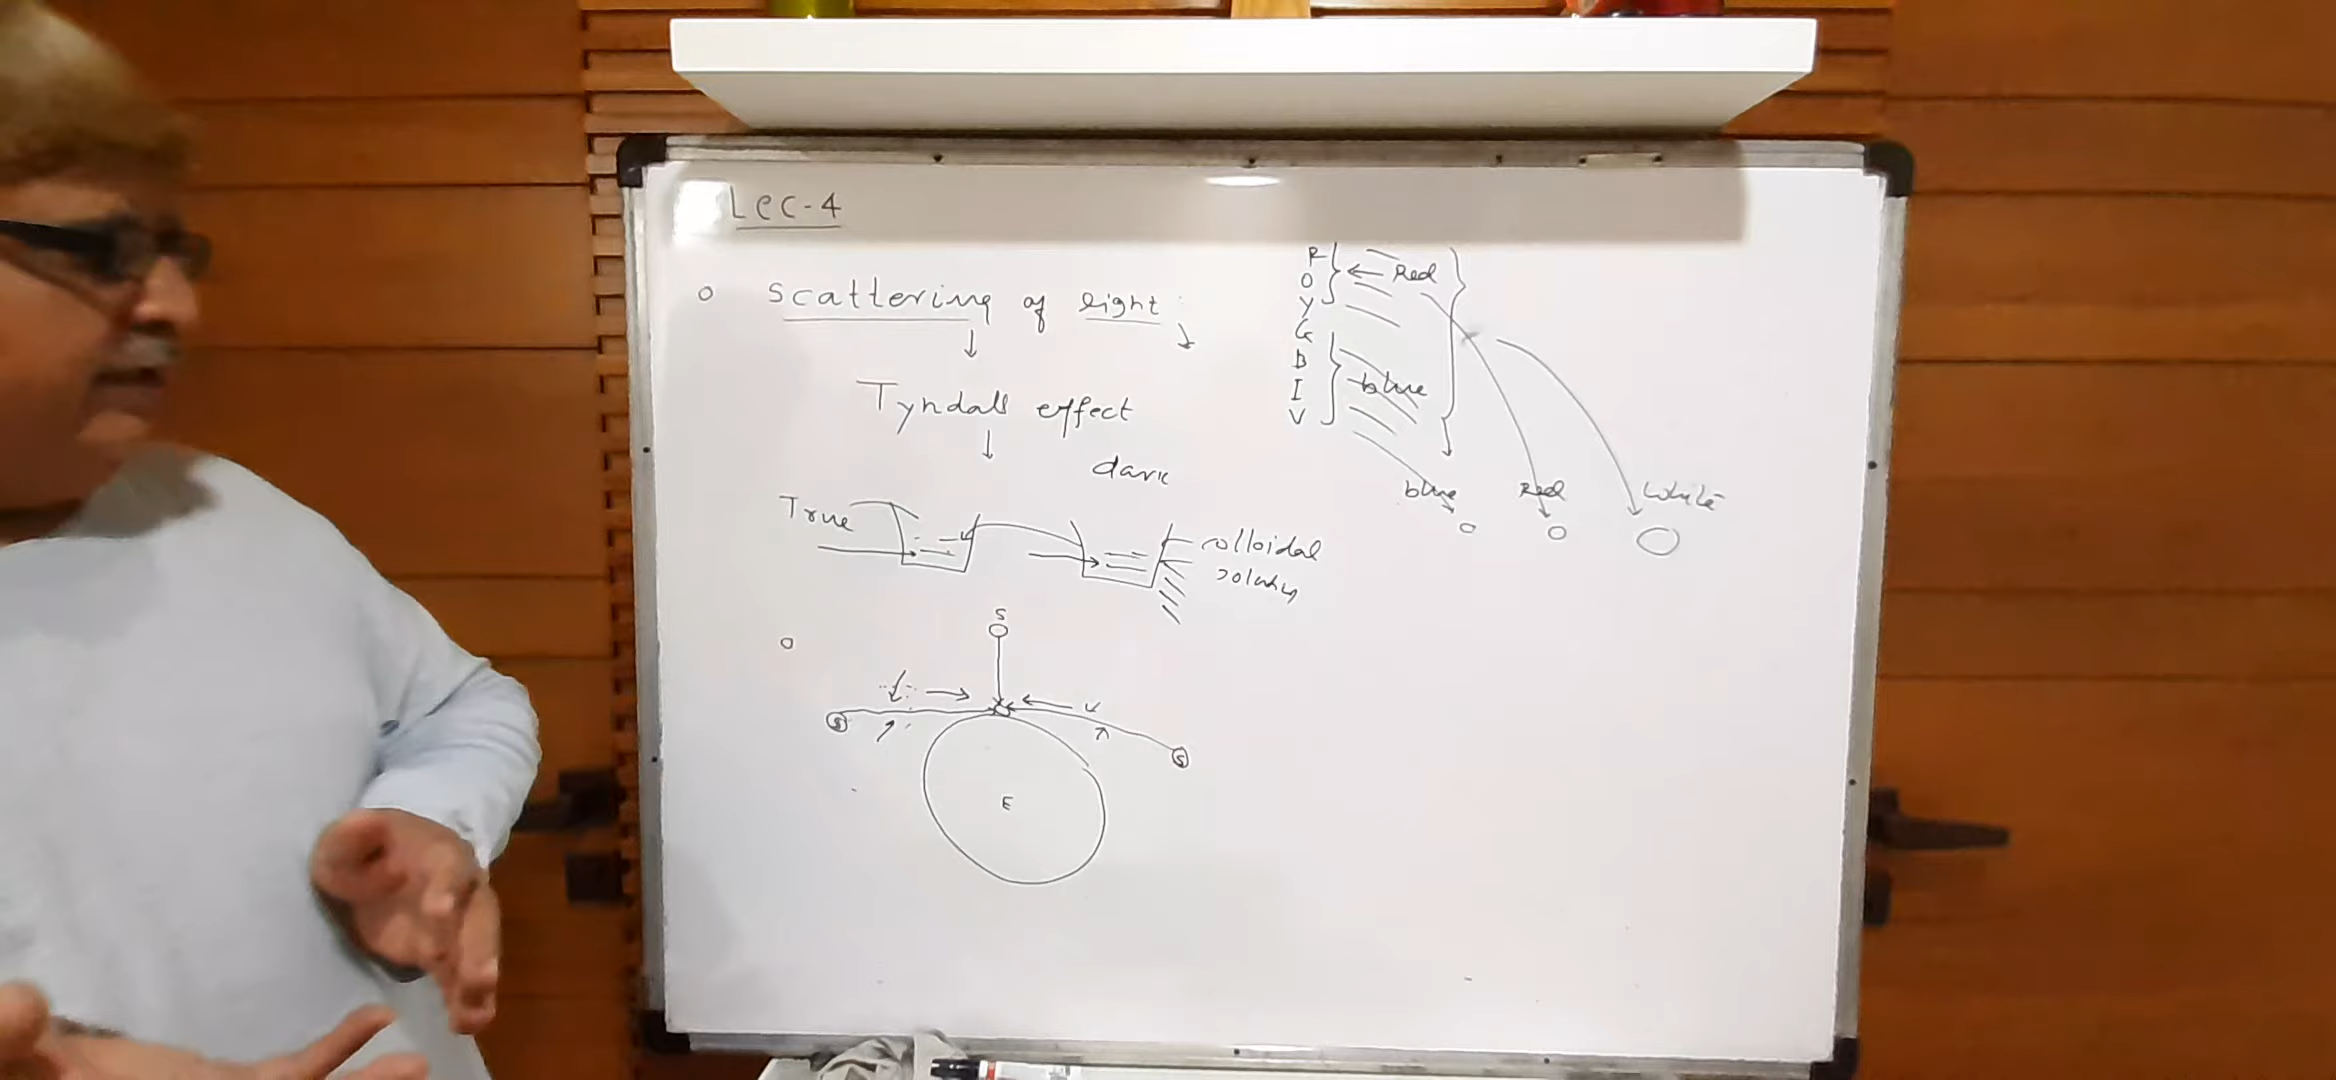 Lec-4
o scattering of light :
Tyndall effect
dark
True
colloidal
solution
R
O
Y
G
B
I
V
Red
blue
blue
Red
white
S
S
S
E